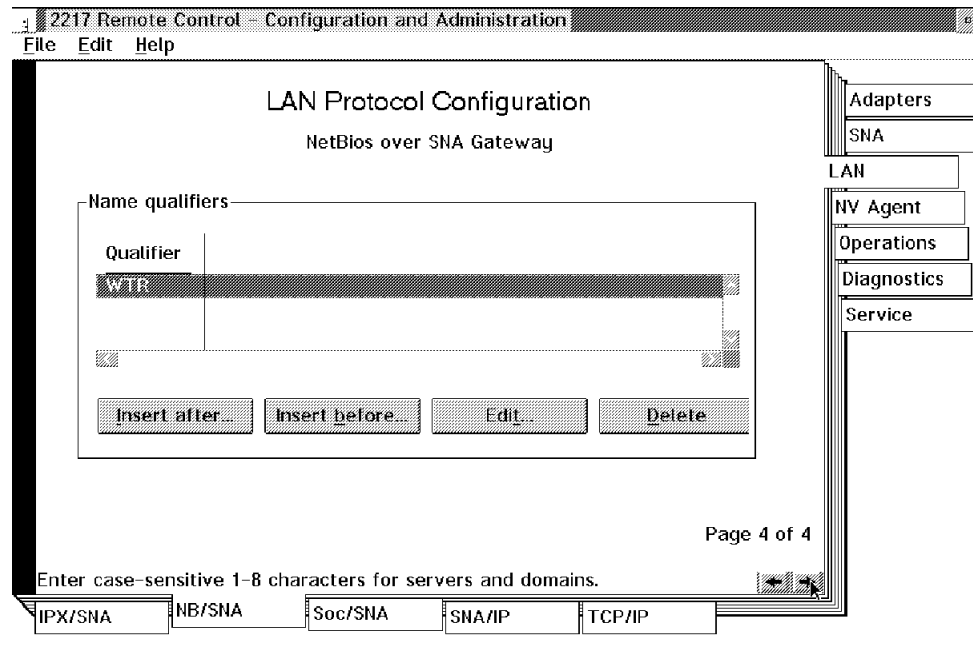 2217 Remote Control - Configuration and Administration
File Edit Help
LAN Protocol Configuration
NetBios over SNA Gateway
Name qualifiers
Qualifier
WTR
Insert after... Insert before... Edit... Delete
Page 4 of 4
Enter case-sensitive 1-8 characters for servers and domains.
Adapters
SNA
LAN
NV Agent
Operations
Diagnostics
Service
IPX/SNA NB/SNA Soc/SNA SNA/IP TCP/IP